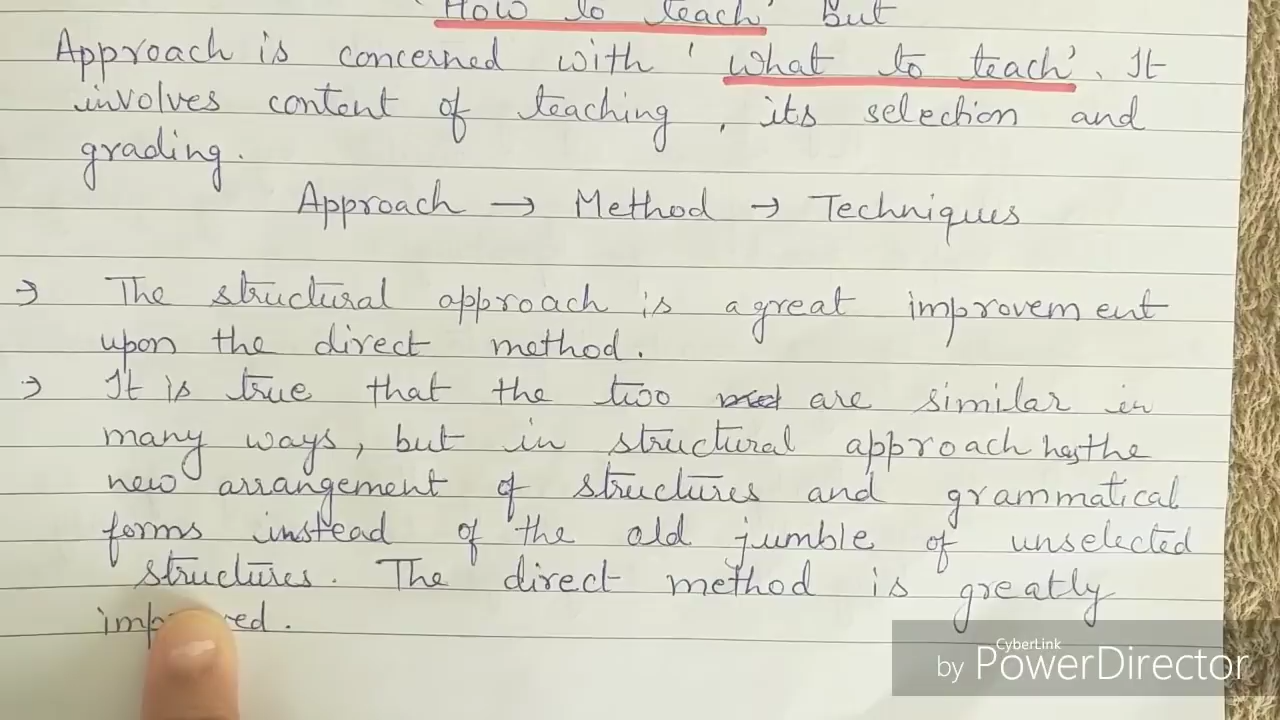 'How to teach' But
Approach is concerned with 'what to teach'. It
involves content of teaching, its selection and
grading.
Approach → Method → Techniques
→ The structural approach is a great improvement
upon the direct method.
→ It is true that the two are similar in
many ways, but in structural approach has the
new arrangement of structures and grammatical
forms instead of the old jumble of unselected
structures. The direct method is greatly
imp ed.
CyberLink
by PowerDirector